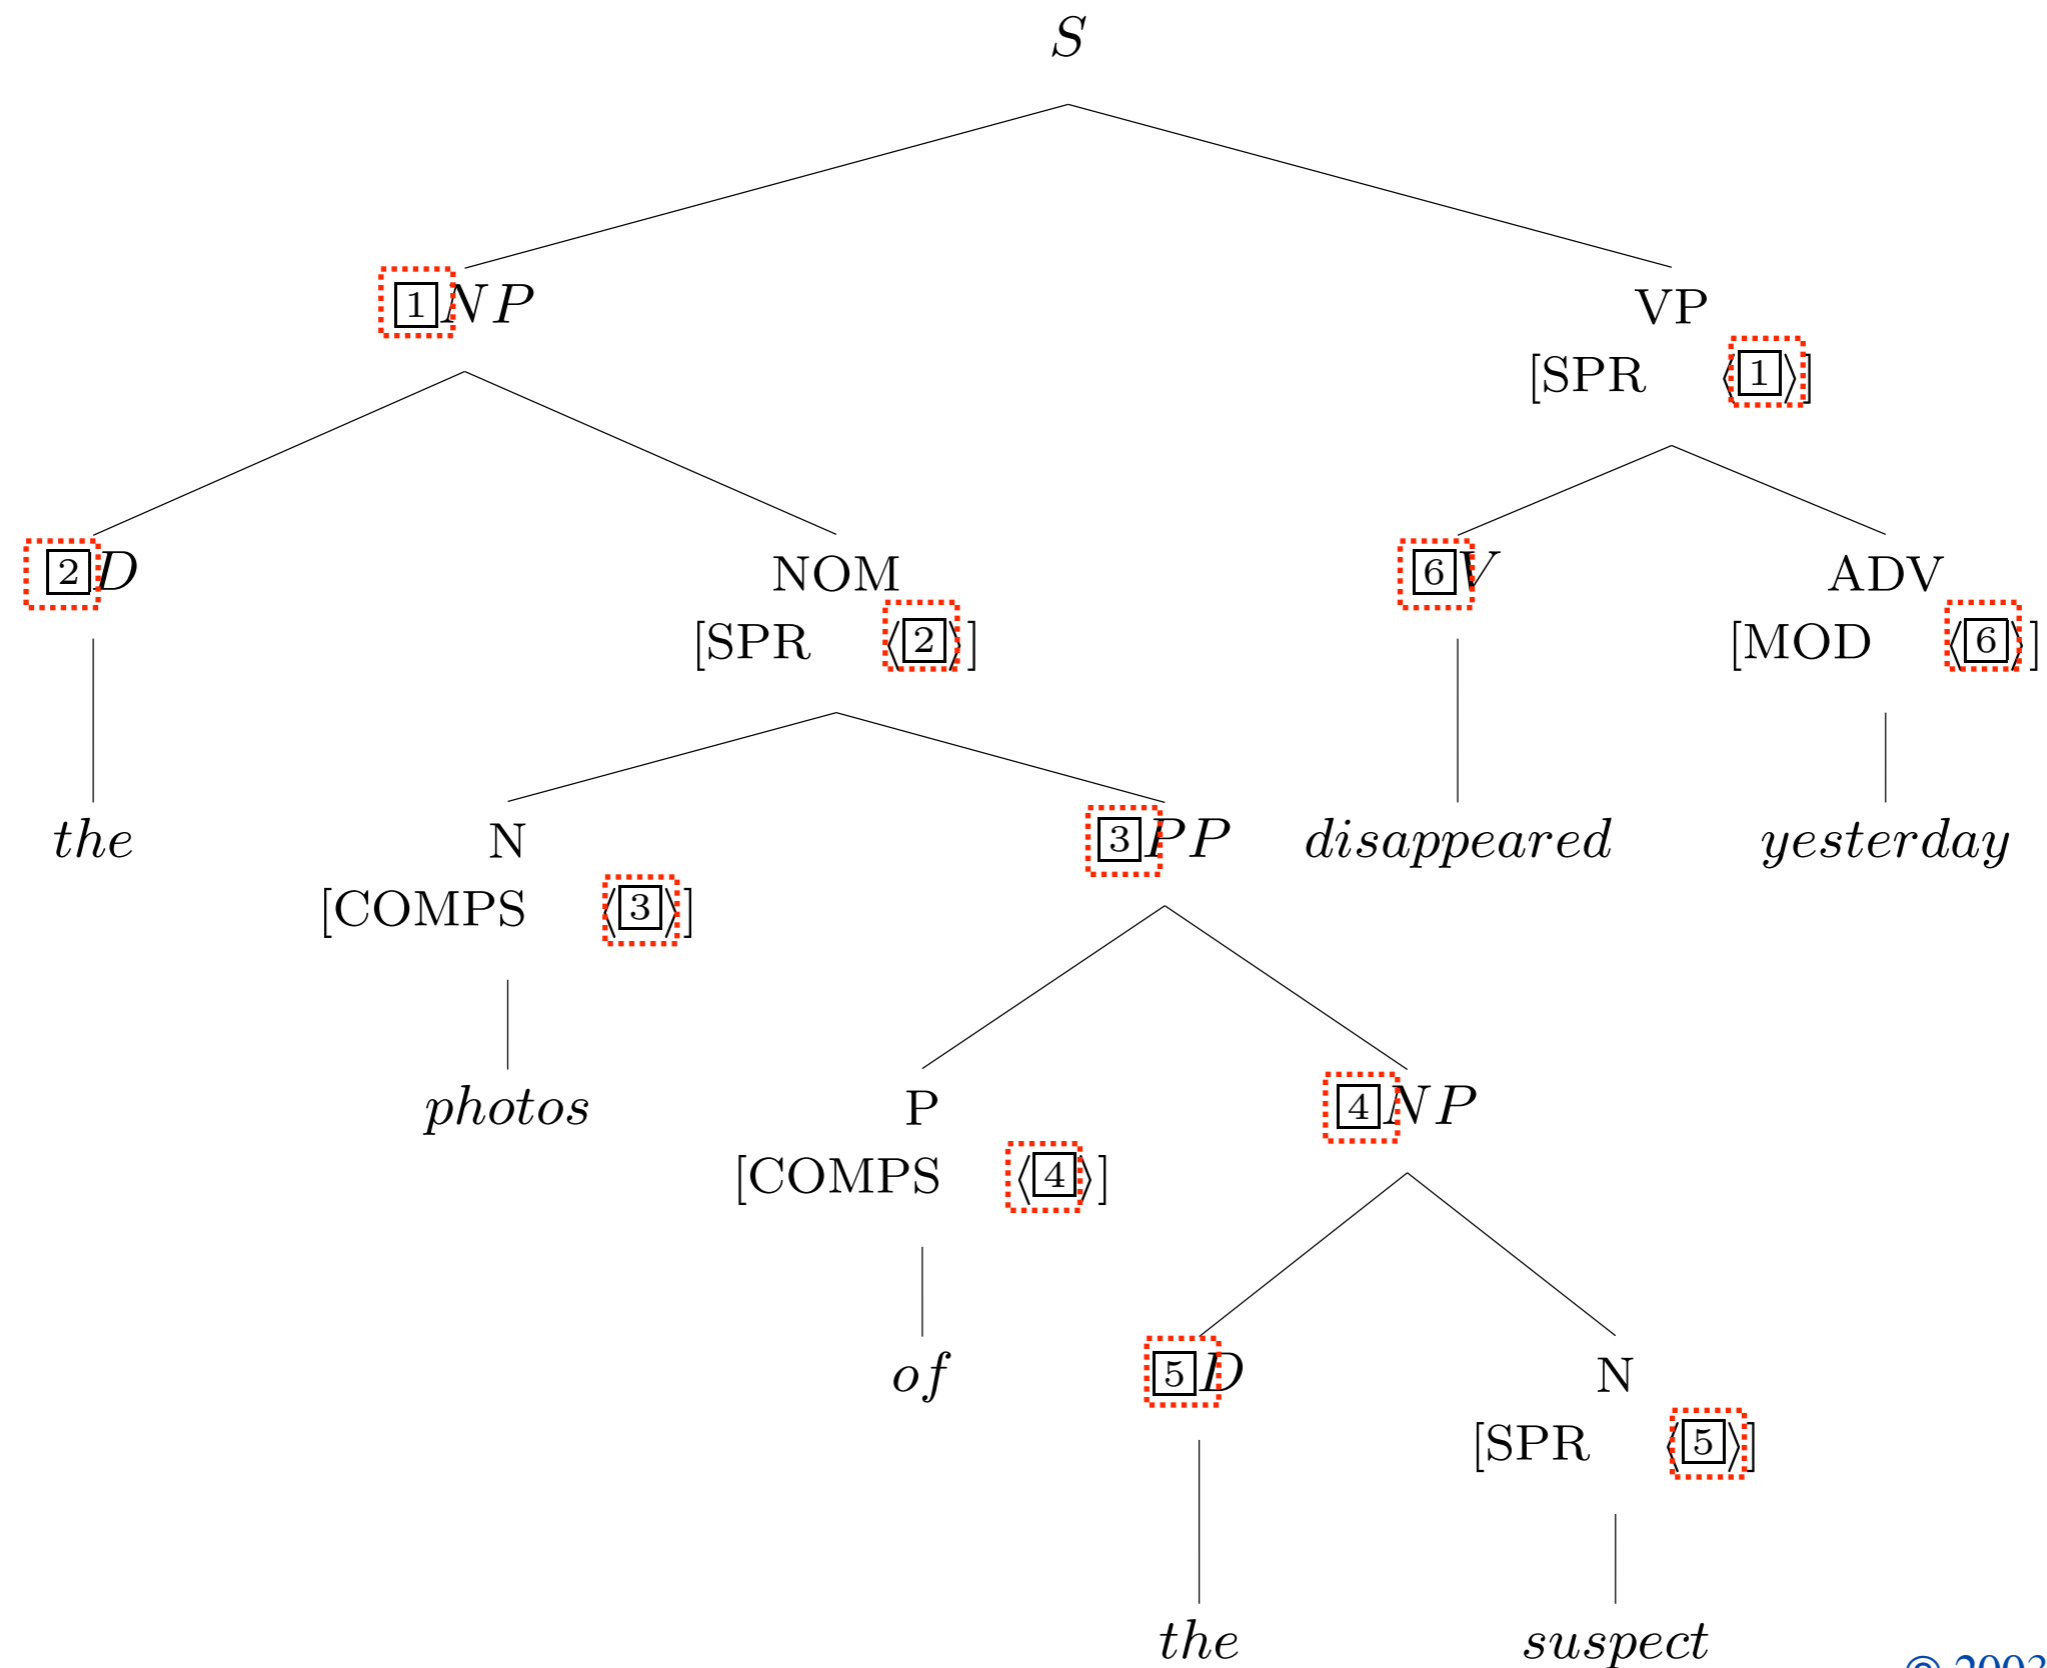 S
1 NP VP
[SPR ⟨1⟩]
2 D NOM 6 V ADV
[SPR ⟨2⟩] [MOD ⟨6⟩]
the N 3 PP disappeared yesterday
[COMPS ⟨3⟩]
photos P 4 NP
[COMPS ⟨4⟩]
of 5 D N
[SPR ⟨5⟩]
the suspect
© 2003